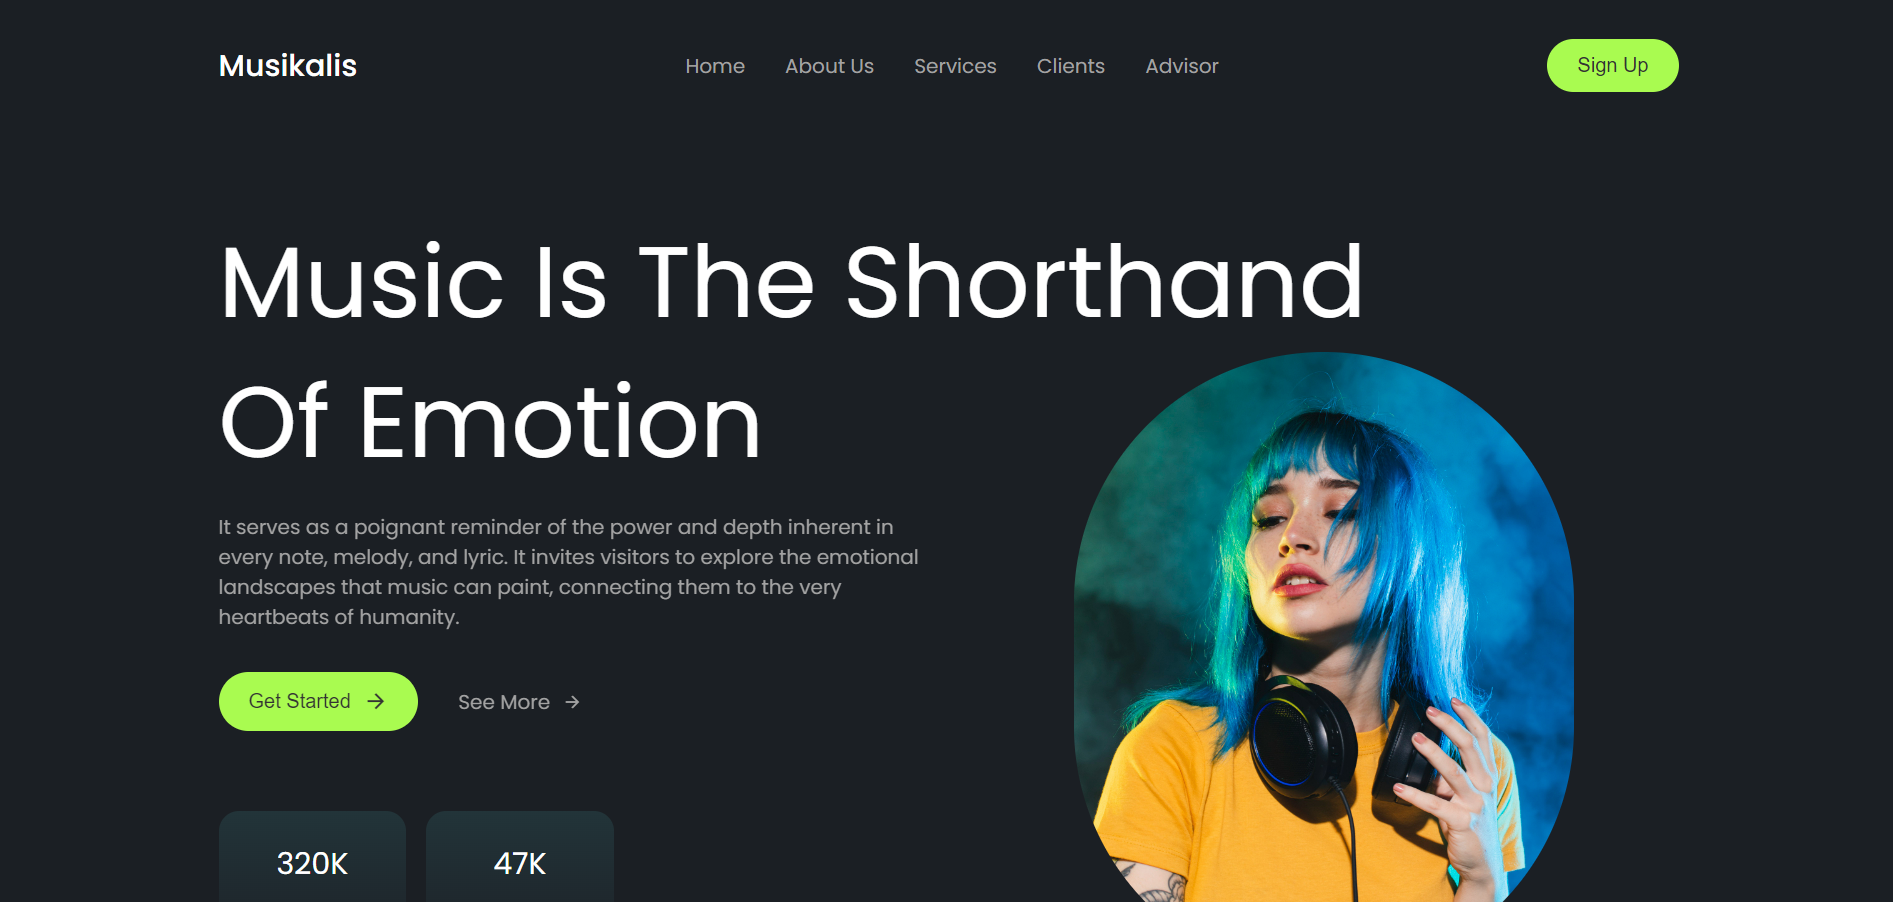 Musikalis
Home
About Us
Services
Clients
Advisor
Sign Up
Music Is The Shorthand
Of Emotion
It serves as a poignant reminder of the power and depth inherent in
every note, melody, and lyric. It invites visitors to explore the emotional
landscapes that music can paint, connecting them to the very
heartbeats of humanity.
Get Started →
See More →
320K
47K